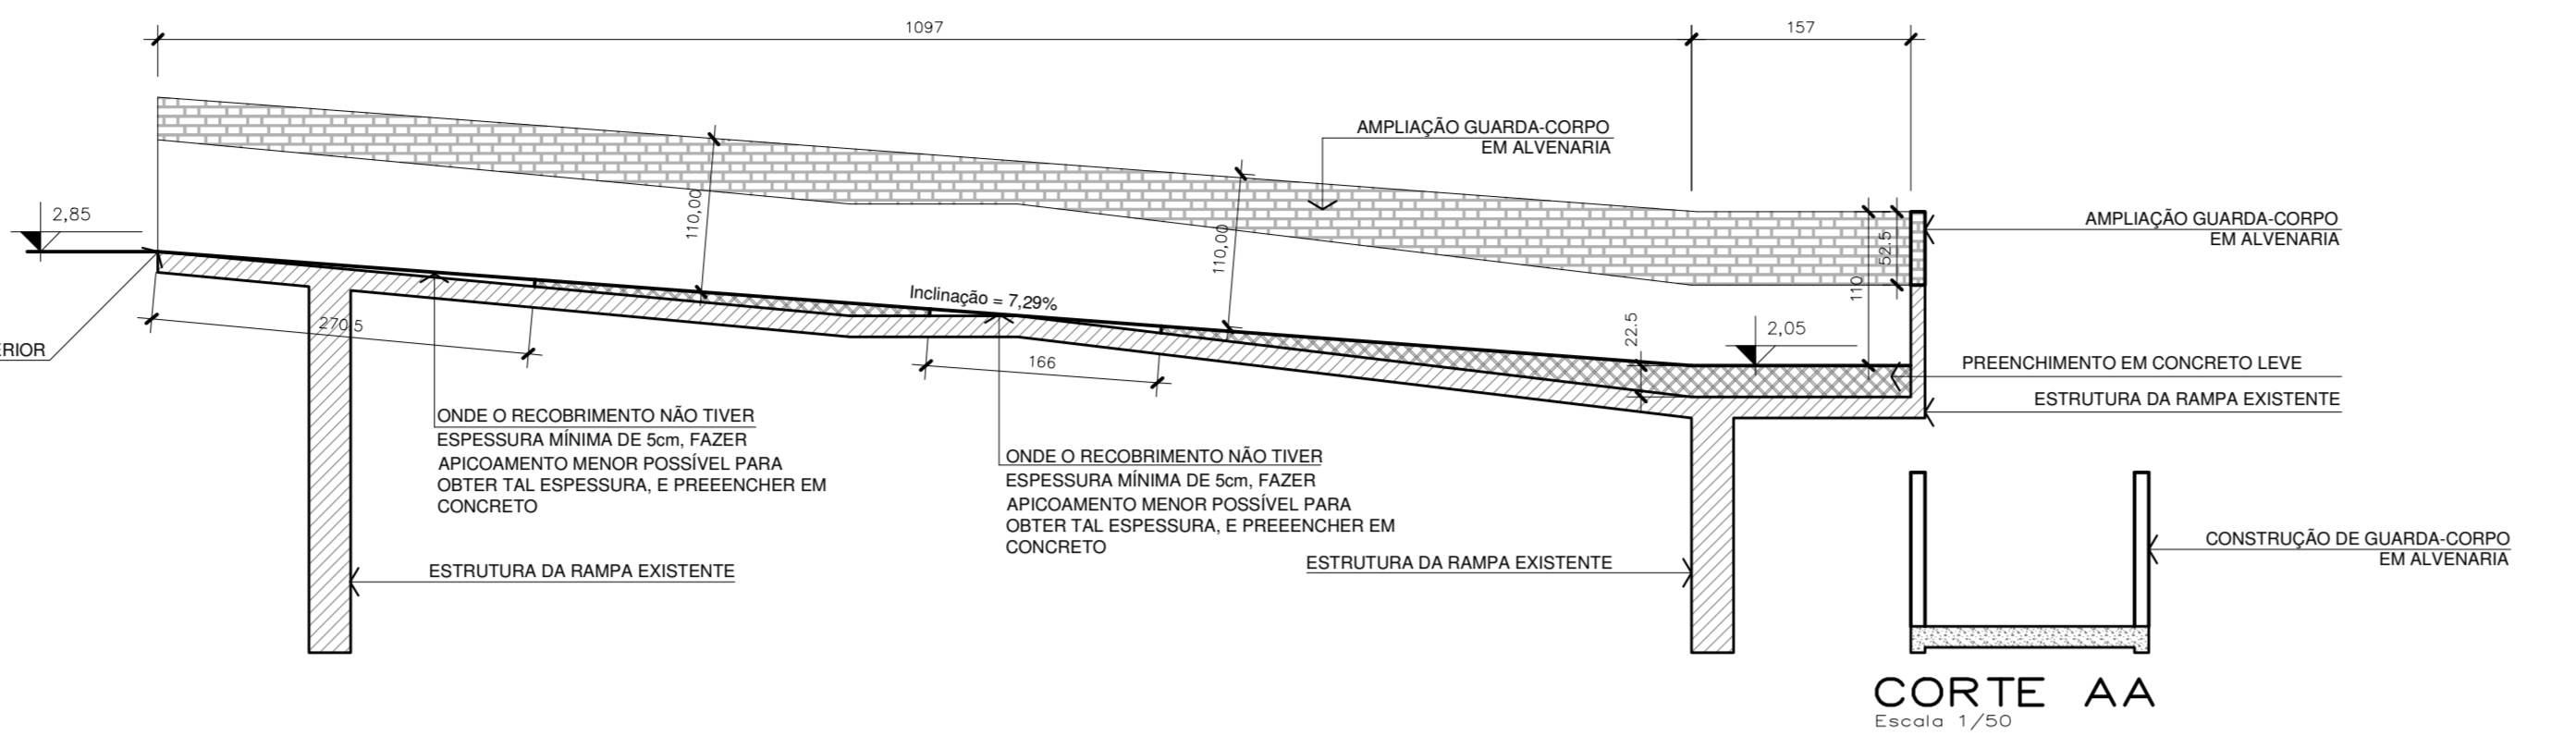 1097
157
AMPLIAÇÃO GUARDA-CORPO
EM ALVENARIA
2,85
110,00
110,00
AMPLIAÇÃO GUARDA-CORPO
EM ALVENARIA
52.5
110
Inclinação = 7,29%
270.5
22.5
2,05
ERIOR
166
PREENCHIMENTO EM CONCRETO LEVE
ESTRUTURA DA RAMPA EXISTENTE
ONDE O RECOBRIMENTO NÃO TIVER
ESPESSURA MÍNIMA DE 5cm, FAZER
APICOAMENTO MENOR POSSÍVEL PARA
OBTER TAL ESPESSURA, E PREEENCHER EM
CONCRETO
ONDE O RECOBRIMENTO NÃO TIVER
ESPESSURA MÍNIMA DE 5cm, FAZER
APICOAMENTO MENOR POSSÍVEL PARA
OBTER TAL ESPESSURA, E PREEENCHER EM
CONCRETO
ESTRUTURA DA RAMPA EXISTENTE
ESTRUTURA DA RAMPA EXISTENTE
CONSTRUÇÃO DE GUARDA-CORPO
EM ALVENARIA
CORTE AA
Escala 1/50